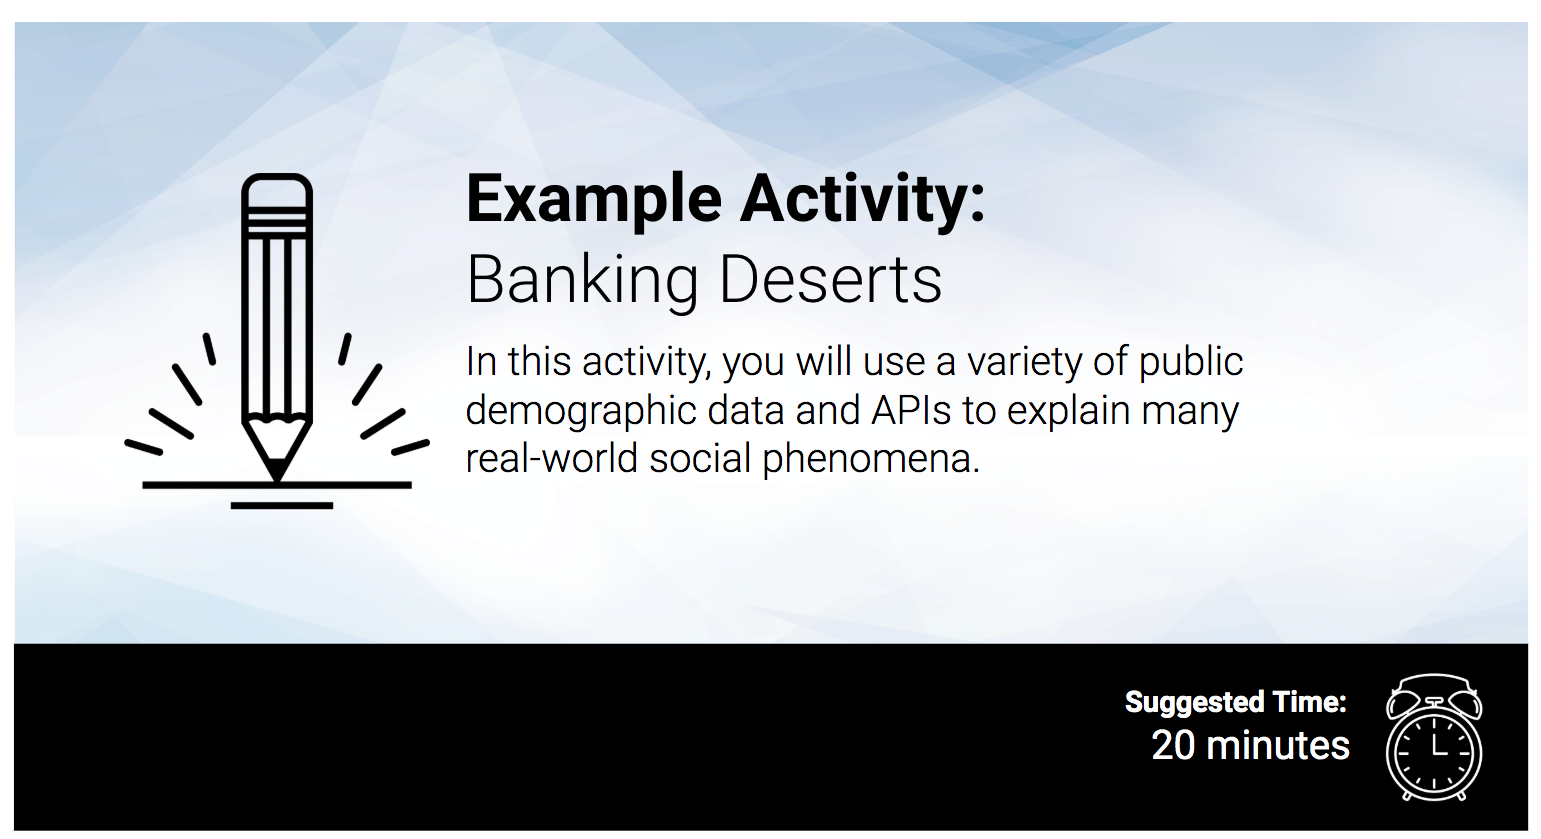 Example Activity:
Banking Deserts
In this activity, you will use a variety of public
demographic data and APIs to explain many
real-world social phenomena.
Suggested Time:
20 minutes